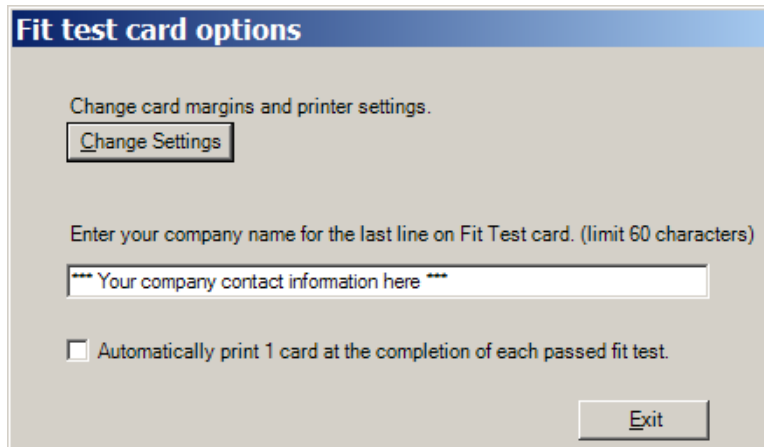 Fit test card options
Change card margins and printer settings.
Change Settings
Enter your company name for the last line on Fit Test card. (limit 60 characters)
*** Your company contact information here ***
Automatically print 1 card at the completion of each passed fit test.
Exit